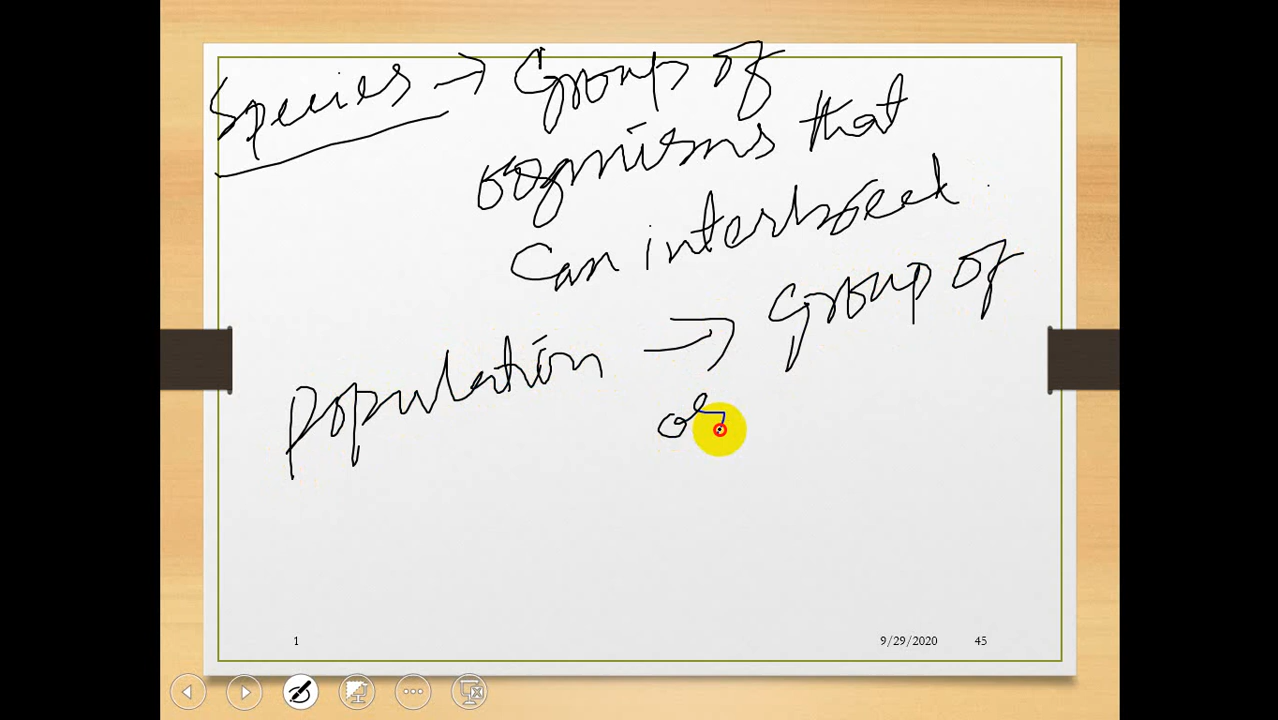 Species → Group of
organisms that
can interbreed.
Population → Group of
or
1
9/29/2020 45